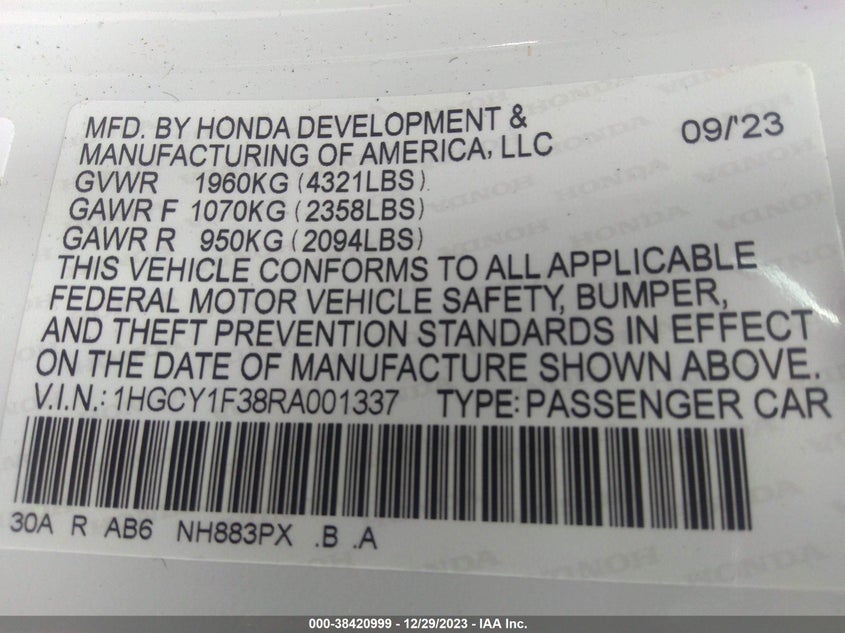 MFD. BY HONDA DEVELOPMENT & 09/'23
MANUFACTURING OF AMERICA, LLC
GVWR 1960KG (4321LBS)
GAWR F 1070KG (2358LBS)
GAWR R 950KG (2094LBS)
THIS VEHICLE CONFORMS TO ALL APPLICABLE
FEDERAL MOTOR VEHICLE SAFETY, BUMPER,
AND THEFT PREVENTION STANDARDS IN EFFECT
ON THE DATE OF MANUFACTURE SHOWN ABOVE.
V.I.N.: 1HGCY1F38RA001337 TYPE: PASSENGER CAR
30A R AB6 NH883PX .B .A
000-38420999 - 12/29/2023 - IAA Inc.